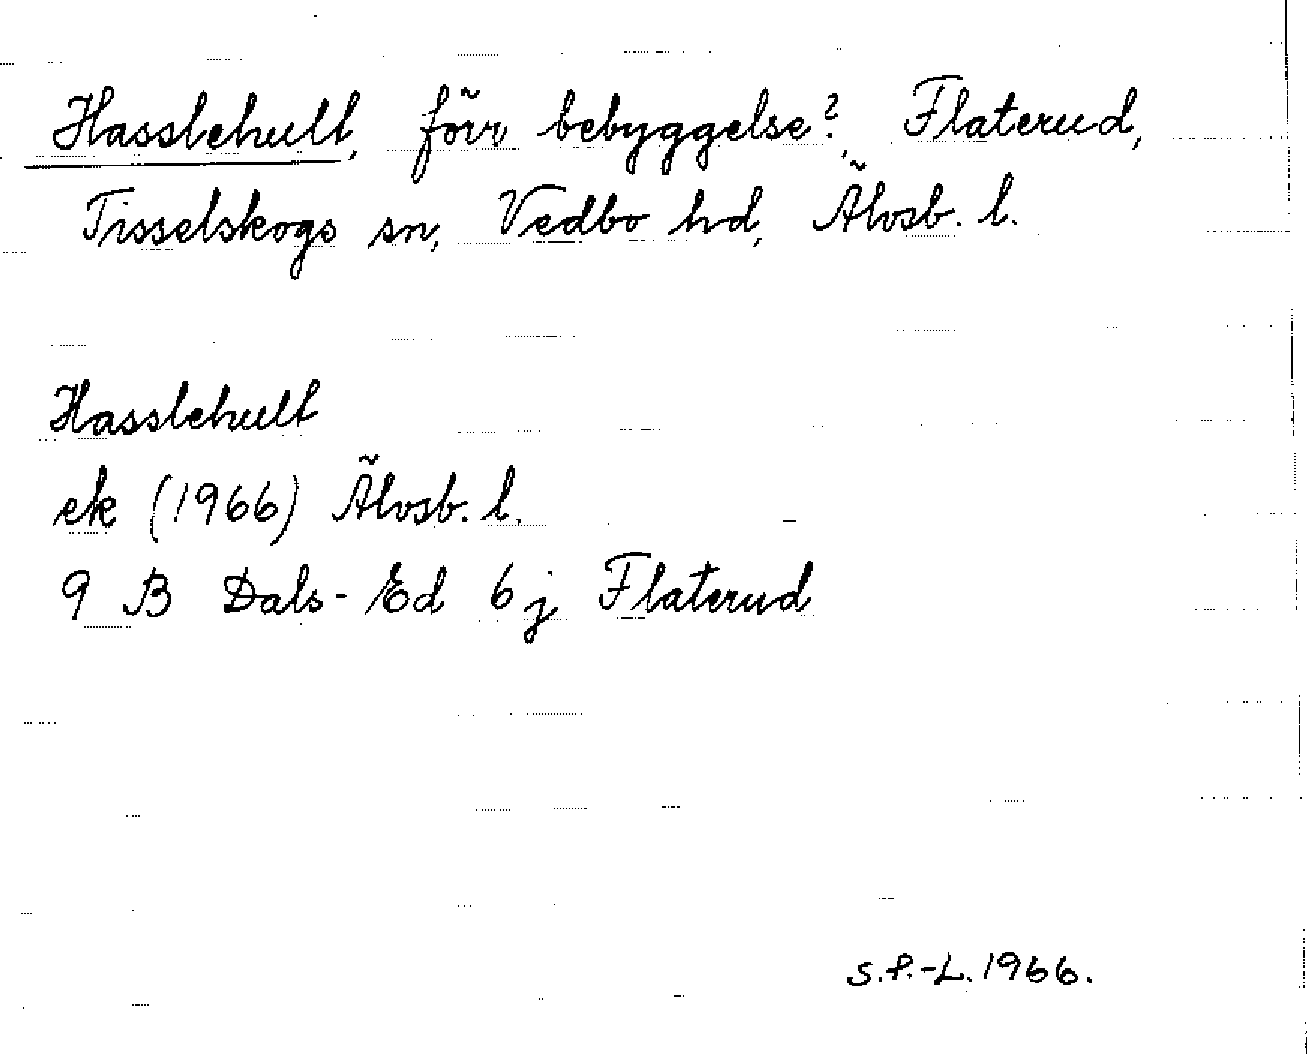 Hasslehult, förr bebyggelse?, Flaterud,
Tisselskogs sn, Vedbo hd, Älvsb. l.
Hasslehult
ek (1966) Älvsb. l.
9 B Dals-Ed 6 j Flaterud
S.F.-L. 1966.